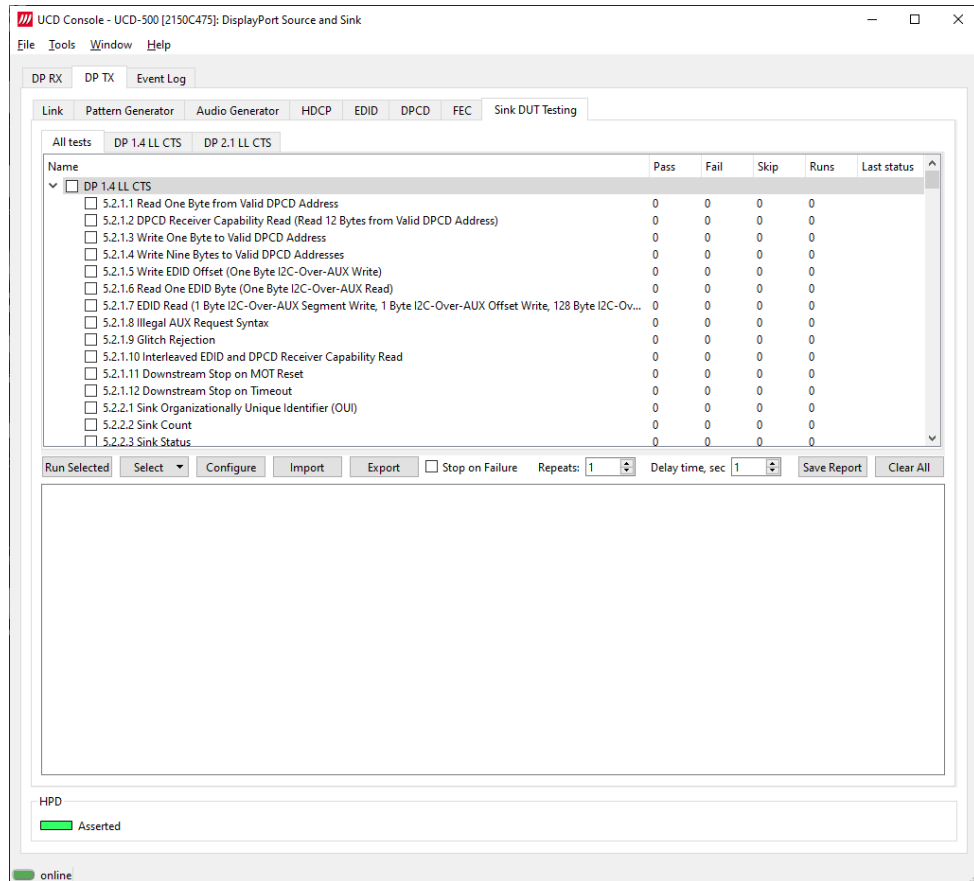 UCD Console - UCD-500 [2150C475]: DisplayPort Source and Sink
File Tools Window Help
DP RX DP TX Event Log
Link Pattern Generator Audio Generator HDCP EDID DPCD FEC Sink DUT Testing
All tests DP 1.4 LL CTS DP 2.1 LL CTS
Name Pass Fail Skip Runs Last status
DP 1.4 LL CTS
5.2.1.1 Read One Byte from Valid DPCD Address 0 0 0 0
5.2.1.2 DPCD Receiver Capability Read (Read 12 Bytes from Valid DPCD Address) 0 0 0 0
5.2.1.3 Write One Byte to Valid DPCD Address 0 0 0 0
5.2.1.4 Write Nine Bytes to Valid DPCD Addresses 0 0 0 0
5.2.1.5 Write EDID Offset (One Byte I2C-Over-AUX Write) 0 0 0 0
5.2.1.6 Read One EDID Byte (One Byte I2C-Over-AUX Read) 0 0 0 0
5.2.1.7 EDID Read (1 Byte I2C-Over-AUX Segment Write, 1 Byte I2C-Over-AUX Offset Write, 128 Byte I2C-Ov... 0 0 0 0
5.2.1.8 Illegal AUX Request Syntax 0 0 0 0
5.2.1.9 Glitch Rejection 0 0 0 0
5.2.1.10 Interleaved EDID and DPCD Receiver Capability Read 0 0 0 0
5.2.1.11 Downstream Stop on MOT Reset 0 0 0 0
5.2.1.12 Downstream Stop on Timeout 0 0 0 0
5.2.2.1 Sink Organizationally Unique Identifier (OUI) 0 0 0 0
5.2.2.2 Sink Count 0 0 0 0
5.2.2.3 Sink Status 0 0 0 0
Run Selected Select Configure Import Export Stop on Failure Repeats: 1 Delay time, sec 1 Save Report Clear All
HPD
Asserted
online